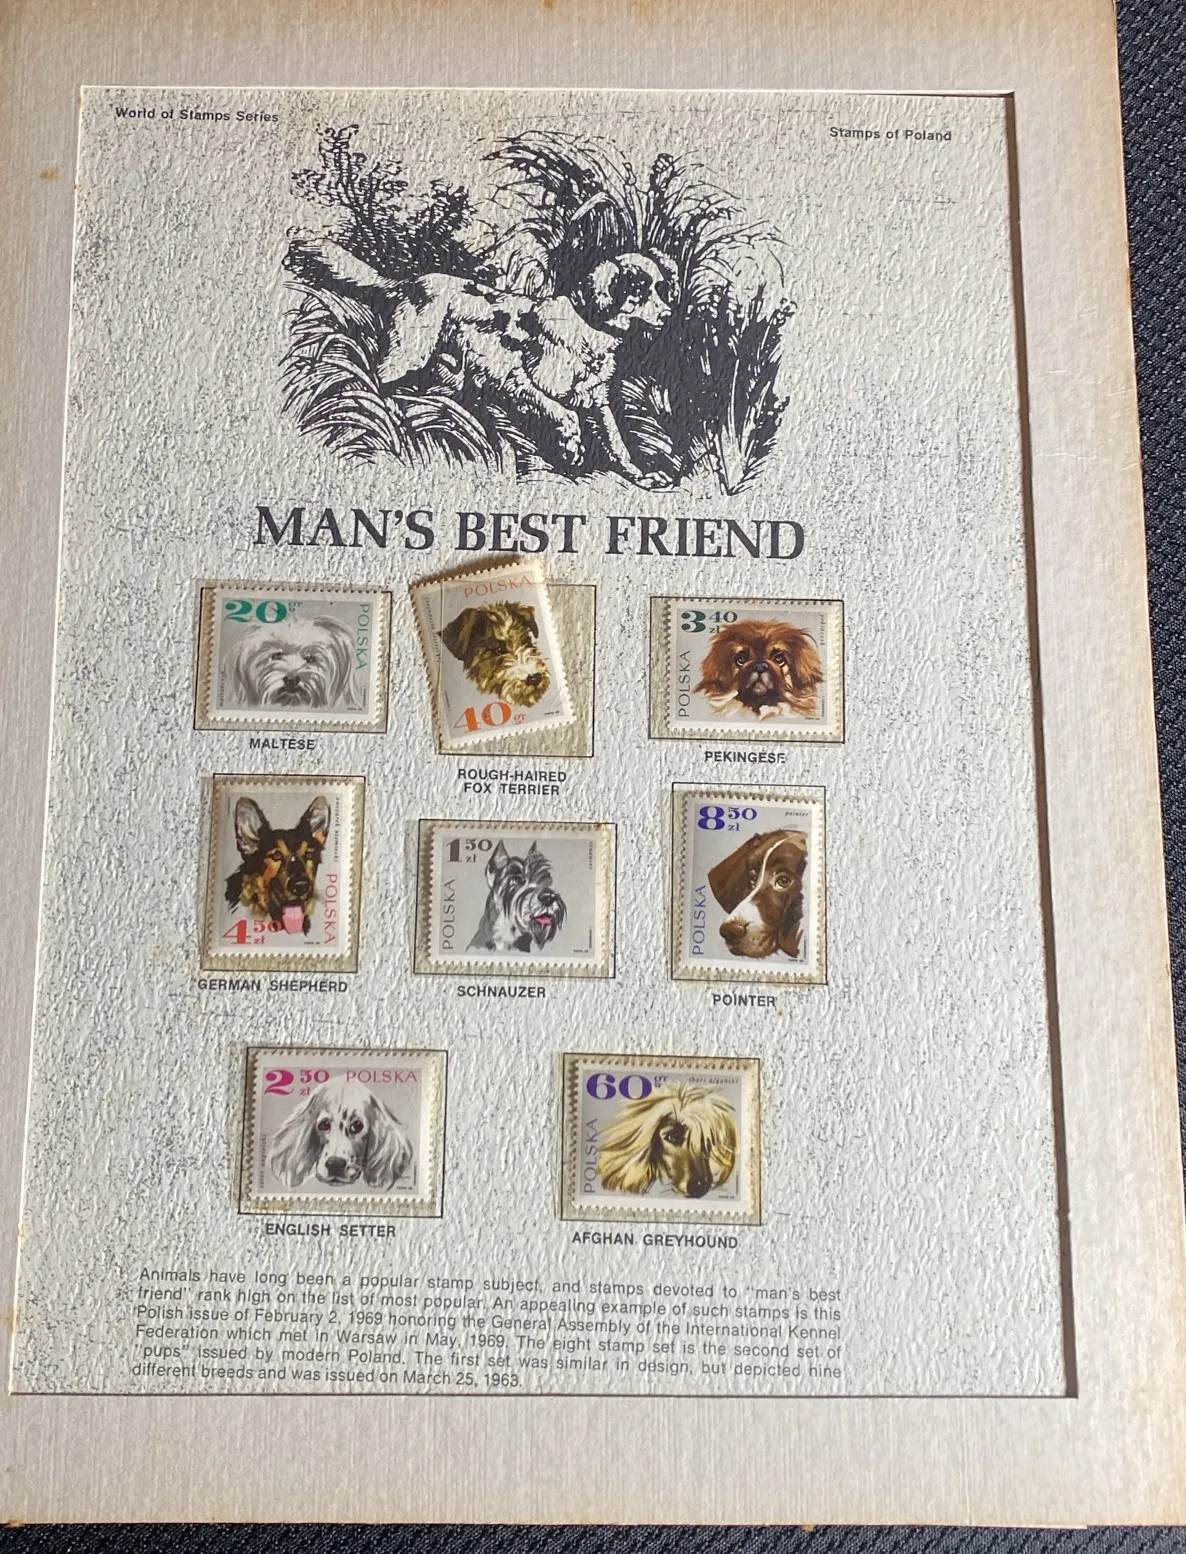 World of Stamps Series
Stamps of Poland
MAN'S BEST FRIEND
20 gr
POLSKA
MALTESE
POLSKA
40 gr
ROUGH-HAIRED
FOX TERRIER
3 40 zł
POLSKA
PEKINGESE
4 50 zł
POLSKA
GERMAN SHEPHERD
1 50 zł
POLSKA
SCHNAUZER
8 50 zł
pointer
POLSKA
POINTER
2 50 zł
POLSKA
ENGLISH SETTER
60 gr
POLSKA
AFGHAN GREYHOUND
Animals have long been a popular stamp subject, and stamps devoted to "man's best
friend" rank high on the list of most popular. An appealing example of such stamps is this
Polish issue of February 2, 1969 honoring the General Assembly of the International Kennel
Federation which met in Warsaw in May, 1969. The eight stamp set is the second set of
"pups" issued by modern Poland. The first set was similar in design, but depicted nine
different breeds and was issued on March 25, 1963.